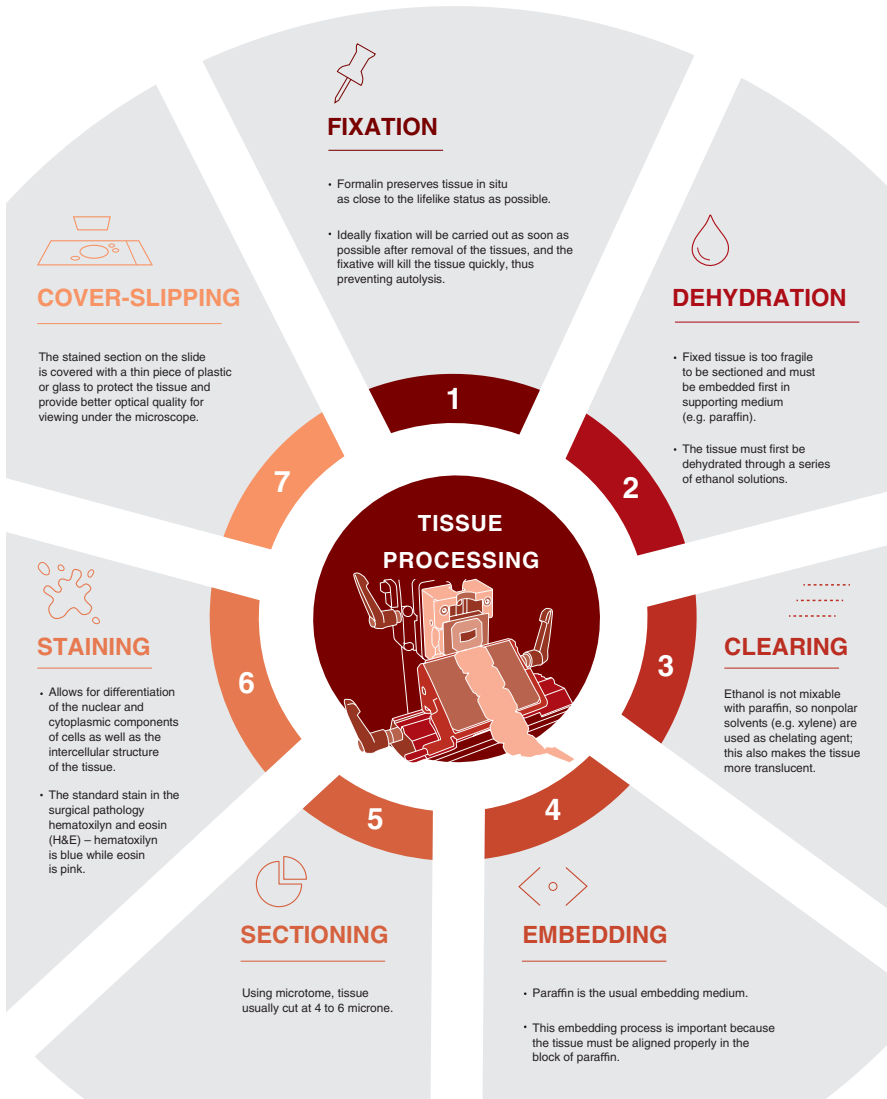 FIXATION
• Formalin preserves tissue in situ
as close to the lifelike status as possible.
• Ideally fixation will be carried out as soon as
possible after removal of the tissues, and the
fixative will kill the tissue quickly, thus
preventing autolysis.
1
DEHYDRATION
• Fixed tissue is too fragile
to be sectioned and must
be embedded first in
supporting medium
(e.g. paraffin).
• The tissue must first be
dehydrated through a series
of ethanol solutions.
2
CLEARING
Ethanol is not mixable
with paraffin, so nonpolar
solvents (e.g. xylene) are
used as chelating agent;
this also makes the tissue
more translucent.
3
EMBEDDING
• Paraffin is the usual embedding medium.
• This embedding process is important because
the tissue must be aligned properly in the
block of paraffin.
4
SECTIONING
Using microtome, tissue
usually cut at 4 to 6 microne.
5
STAINING
• Allows for differentiation
of the nuclear and
cytoplasmic components
of cells as well as the
intercellular structure
of the tissue.
• The standard stain in the
surgical pathology
hematoxylin and eosin
(H&E) – hematoxylin
is blue while eosin
is pink.
6
COVER-SLIPPING
The stained section on the slide
is covered with a thin piece of plastic
or glass to protect the tissue and
provide better optical quality for
viewing under the microscope.
7
TISSUE
PROCESSING